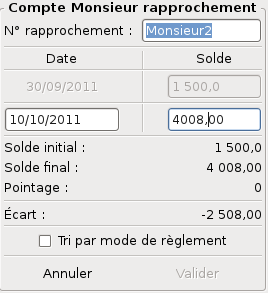 Compte Monsieur rapprochement
N° rapprochement : Monsieur2
Date Solde
30/09/2011 1 500,0
10/10/2011 4008,00
Solde initial : 1 500,0
Solde final : 4 008,00
Pointage : 0
Écart : -2 508,00
Tri par mode de règlement
Annuler Valider